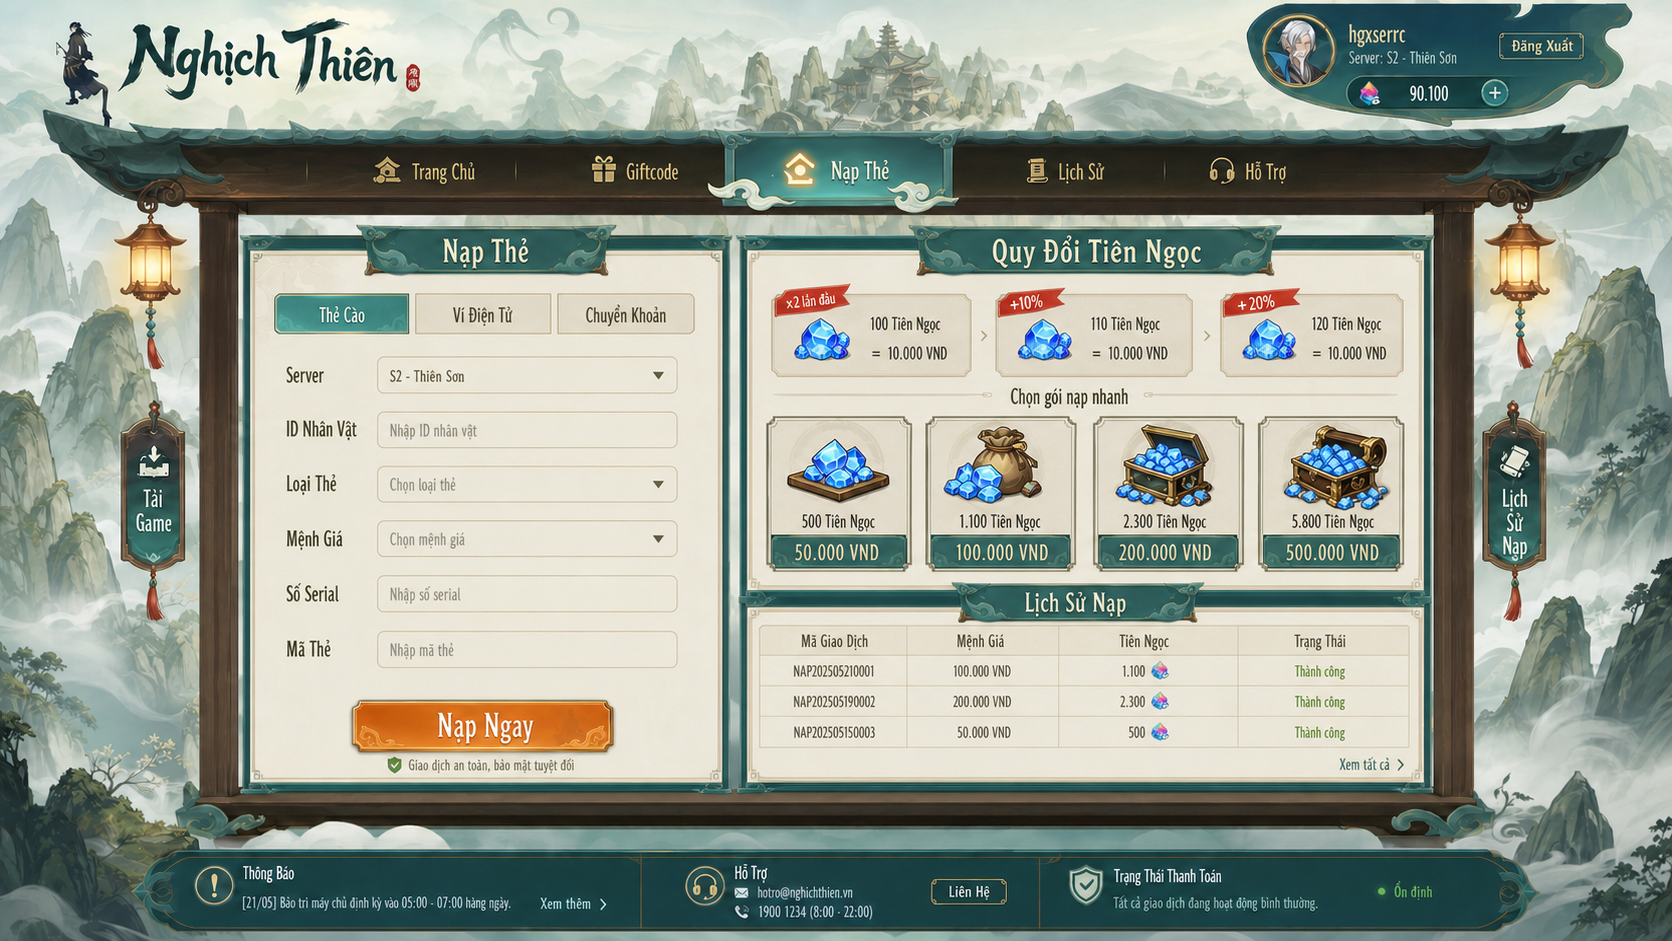 Nghịch Thiên
hgxserrc
Server: S2 - Thiên Sơn
Đăng Xuất
90.100
Trang Chủ
Giftcode
Nạp Thẻ
Lịch Sử
Hỗ Trợ
Tải
Game
Nạp Thẻ
Thẻ Cào
Ví Điện Tử
Chuyển Khoản
Server
S2 - Thiên Sơn
ID Nhân Vật
Nhập ID nhân vật
Loại Thẻ
Chọn loại thẻ
Mệnh Giá
Chọn mệnh giá
Số Serial
Nhập số serial
Mã Thẻ
Nhập mã thẻ
Nạp Ngay
Giao dịch an toàn, bảo mật tuyệt đối
Quy Đổi Tiên Ngọc
x2 lần đầu
100 Tiên Ngọc
= 10.000 VND
+10%
110 Tiên Ngọc
= 10.000 VND
+20%
120 Tiên Ngọc
= 10.000 VND
Chọn gói nạp nhanh
500 Tiên Ngọc
50.000 VND
1.100 Tiên Ngọc
100.000 VND
2.300 Tiên Ngọc
200.000 VND
5.800 Tiên Ngọc
500.000 VND
Lịch Sử Nạp
Mã Giao Dịch Mệnh Giá Tiên Ngọc Trạng Thái
NAP202505210001 100.000 VND 1.100 Thành công
NAP202505190002 200.000 VND 2.300 Thành công
NAP202505150003 50.000 VND 500 Thành công
Xem tất cả
Lịch
Sử
Nạp
Thông Báo
[21/05] Bảo trì máy chủ định kỳ vào 05:00 - 07:00 hàng ngày.
Xem thêm
Hỗ Trợ
hotro@nghichthien.vn
1900 1234 (8:00 - 22:00)
Liên Hệ
Trạng Thái Thanh Toán
Tất cả giao dịch đang hoạt động bình thường.
Ổn định